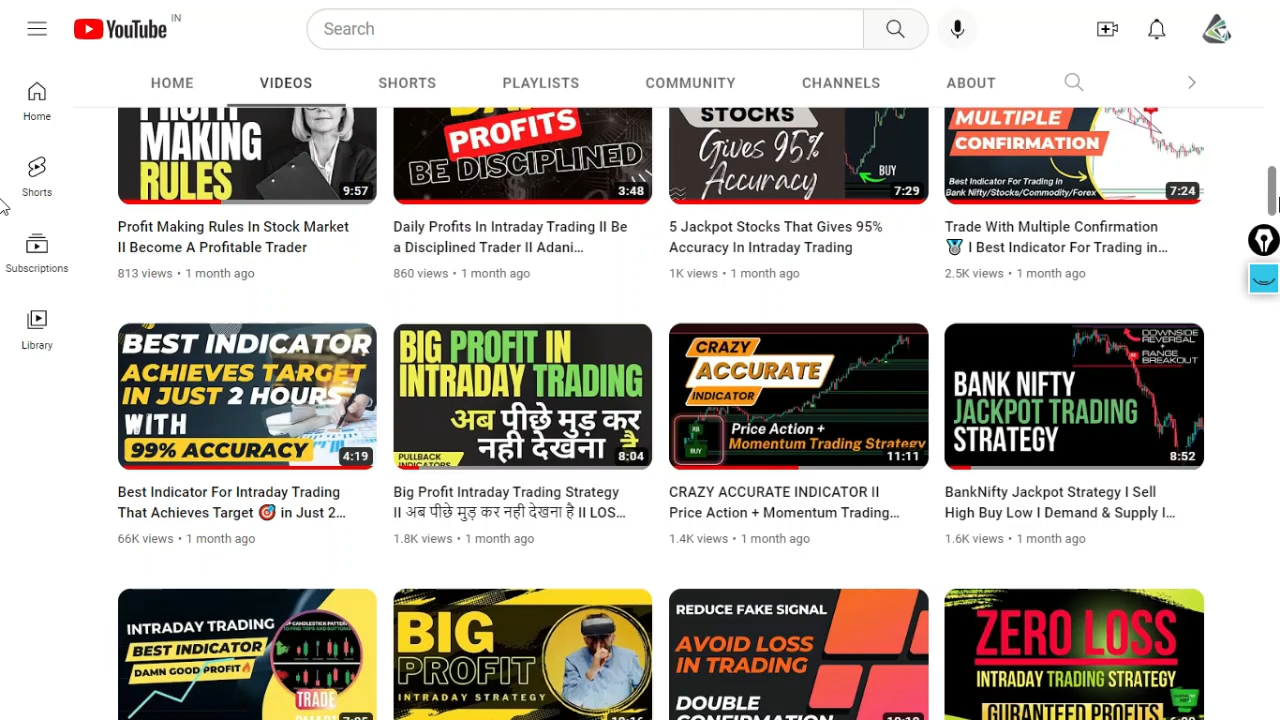 YouTube IN
Search
HOME VIDEOS SHORTS PLAYLISTS COMMUNITY CHANNELS ABOUT
Home
Shorts
Subscriptions
Library
MAKING
RULES
9:57
Profit Making Rules In Stock Market
II Become A Profitable Trader
813 views • 1 month ago
PROFITS
BE DISCIPLINED
3:48
Daily Profits In Intraday Trading II Be
a Disciplined Trader II Adani...
860 views • 1 month ago
STOCKS
Gives 95%
Accuracy
BUY
7:29
5 Jackpot Stocks That Gives 95%
Accuracy In Intraday Trading
1K views • 1 month ago
MULTIPLE
CONFIRMATION
Best Indicator For Trading in
Bank Nifty/Stocks/Commodity/Forex
7:24
Trade With Multiple Confirmation
🥇 I Best Indicator For Trading in...
2.5K views • 1 month ago
BEST INDICATOR
ACHIEVES TARGET
IN JUST 2 HOURS
WITH
99% ACCURACY
4:19
Best Indicator For Intraday Trading
That Achieves Target 🎯 in Just 2...
66K views • 1 month ago
BIG PROFIT IN
INTRADAY TRADING
अब पीछे मुड़ कर
नही देखना है
PULLBACK
INDICATORS
8:04
Big Profit Intraday Trading Strategy
II अब पीछे मुड़ कर नही देखना है II LOS...
1.8K views • 1 month ago
CRAZY
ACCURATE
INDICATOR
RB
BUY
Price Action +
Momentum Trading Strategy
11:11
CRAZY ACCURATE INDICATOR II
Price Action + Momentum Trading...
1.4K views • 1 month ago
DOWNSIDE
REVERSAL
RANGE
BREAKOUT
BANK NIFTY
JACKPOT TRADING
STRATEGY
8:52
BankNifty Jackpot Strategy I Sell
High Buy Low I Demand & Supply I...
1.6K views • 1 month ago
INTRADAY TRADING
BEST INDICATOR
DAMN GOOD PROFIT🔥
TRADE
BIG
PROFIT
INTRADAY STRATEGY
REDUCE FAKE SIGNAL
AVOID LOSS
IN TRADING
DOUBLE
CONFIRMATION
ZERO LOSS
INTRADAY TRADING STRATEGY
GURANTEED PROFITS